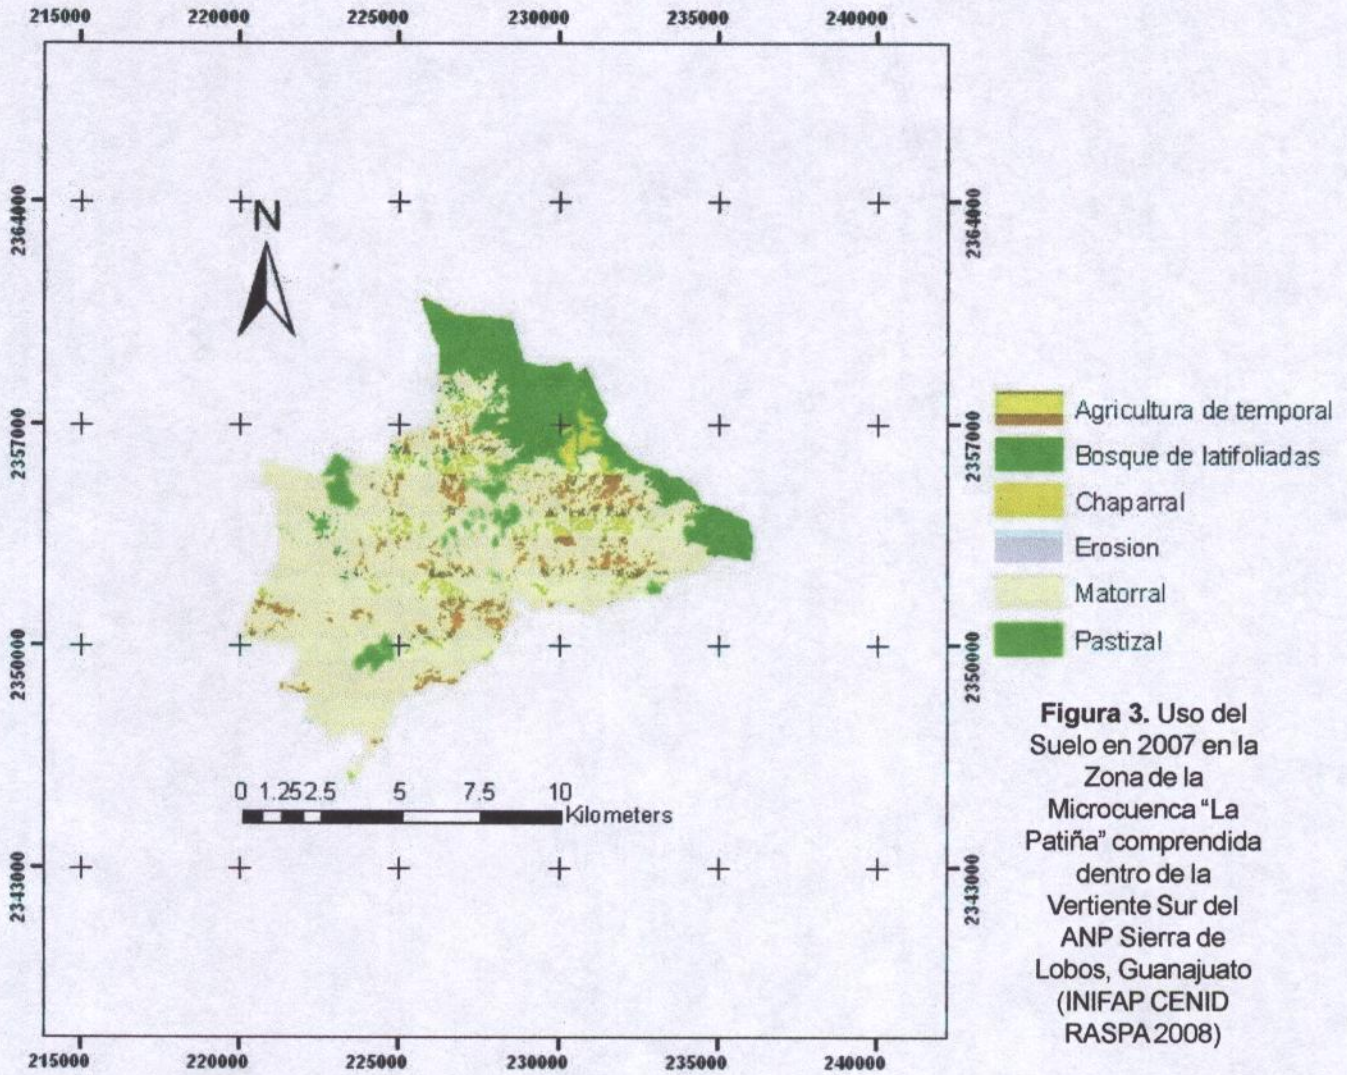 215000 220000 225000 230000 235000 240000
2364000 2364000
N
2357000 2357000
Agricultura de temporal
Bosque de latifoliadas
Chaparral
Erosion
Matorral
Pastizal
2350000 2350000
0 1.25 2.5 5 7.5 10
Kilometers
2343000 2343000
215000 220000 225000 230000 235000 240000
Figura 3. Uso del
Suelo en 2007 en la
Zona de la
Microcuenca “La
Patiña” comprendida
dentro de la
Vertiente Sur del
ANP Sierra de
Lobos, Guanajuato
(INIFAP CENID
RASPA 2008)